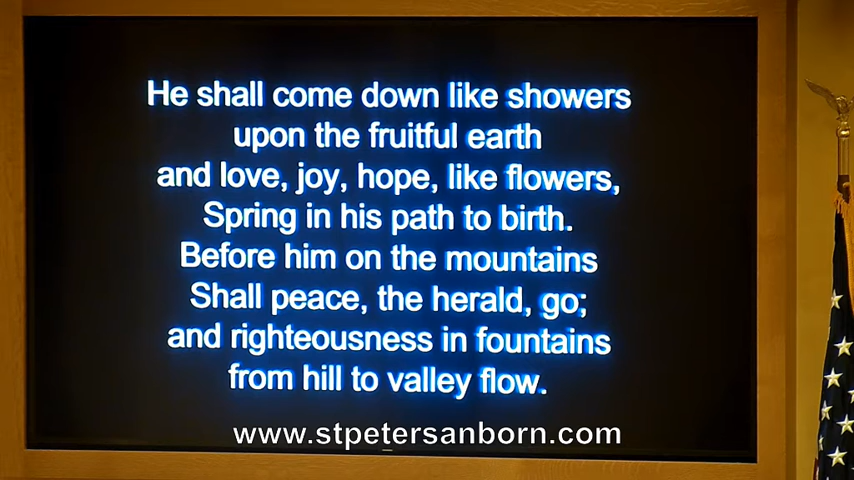 He shall come down like showers
upon the fruitful earth
and love, joy, hope, like flowers,
Spring in his path to birth.
Before him on the mountains
Shall peace, the herald, go;
and righteousness in fountains
from hill to valley flow.
www.stpetersanborn.com